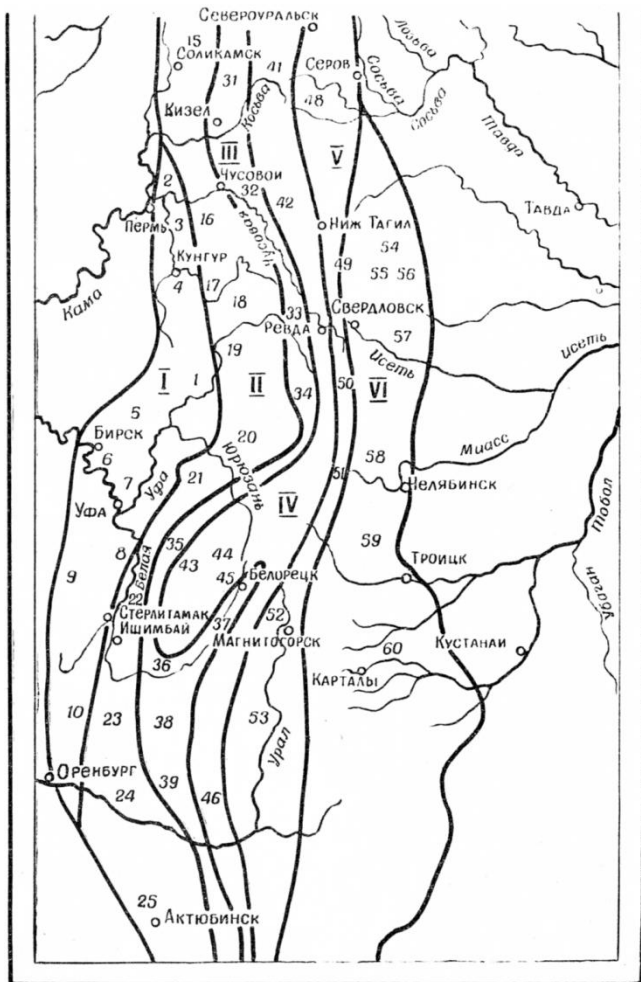 СЕВЕРОУРАЛЬСК
15
СОЛИКАМСК
31
41
СЕРОВ
Лозьва
Сосьва
Сосьва
48
Косьва
КИЗЕЛ
Тавда
III
V
2
ЧУСОВОЙ
32
42
ПЕРМЬ
3
16
Чусовая
НИЖ ТАГИЛ
ТАВДА
КУНГУР
4
17
18
49
54
55
56
Кама
33
СВЕРДЛОВСК
57
РЕВДА
Исеть
Исеть
19
I
1
II
34
50
VI
5
БИРСК
20
6
7
Уфа
21
Юрюзань
Миасс
58
51
ЧЕЛЯБИНСК
УФА
IV
Тобол
8
35
Белая
43
44
59
9
ТРОИЦК
45
БЕЛОРЕЦК
Убаган
22
СТЕРЛИТАМАК
ИШИМБАЙ
37
52
МАГНИТОГОРСК
КУСТАНАЙ
36
60
КАРТАЛЫ
10
23
38
53
Урал
ОРЕНБУРГ
24
39
46
25
АКТЮБИНСК